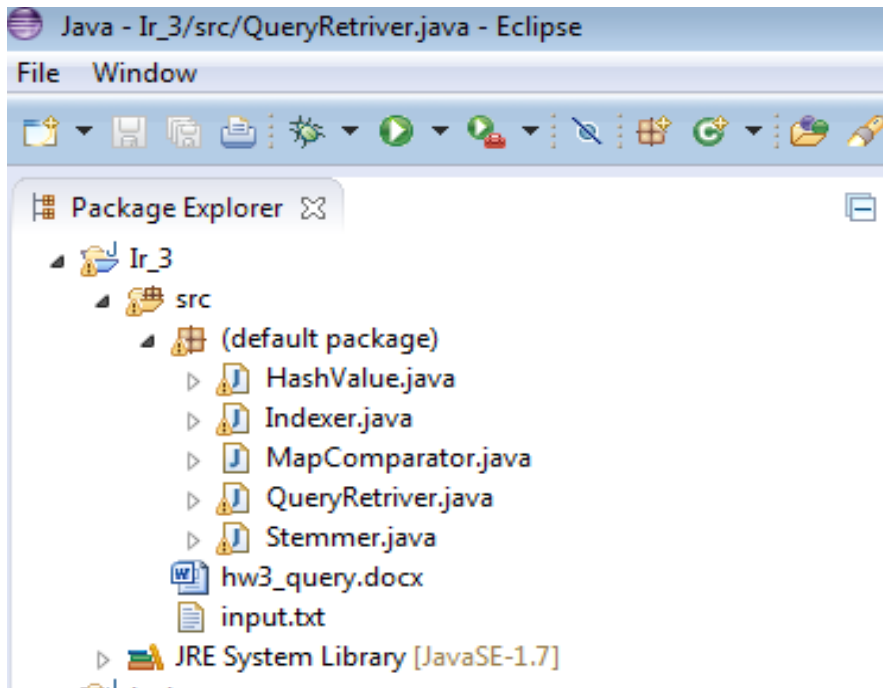 Java - Ir_3/src/QueryRetriver.java - Eclipse
File Window
Package Explorer
Ir_3
src
(default package)
HashValue.java
Indexer.java
MapComparator.java
QueryRetriver.java
Stemmer.java
hw3_query.docx
input.txt
JRE System Library [JavaSE-1.7]